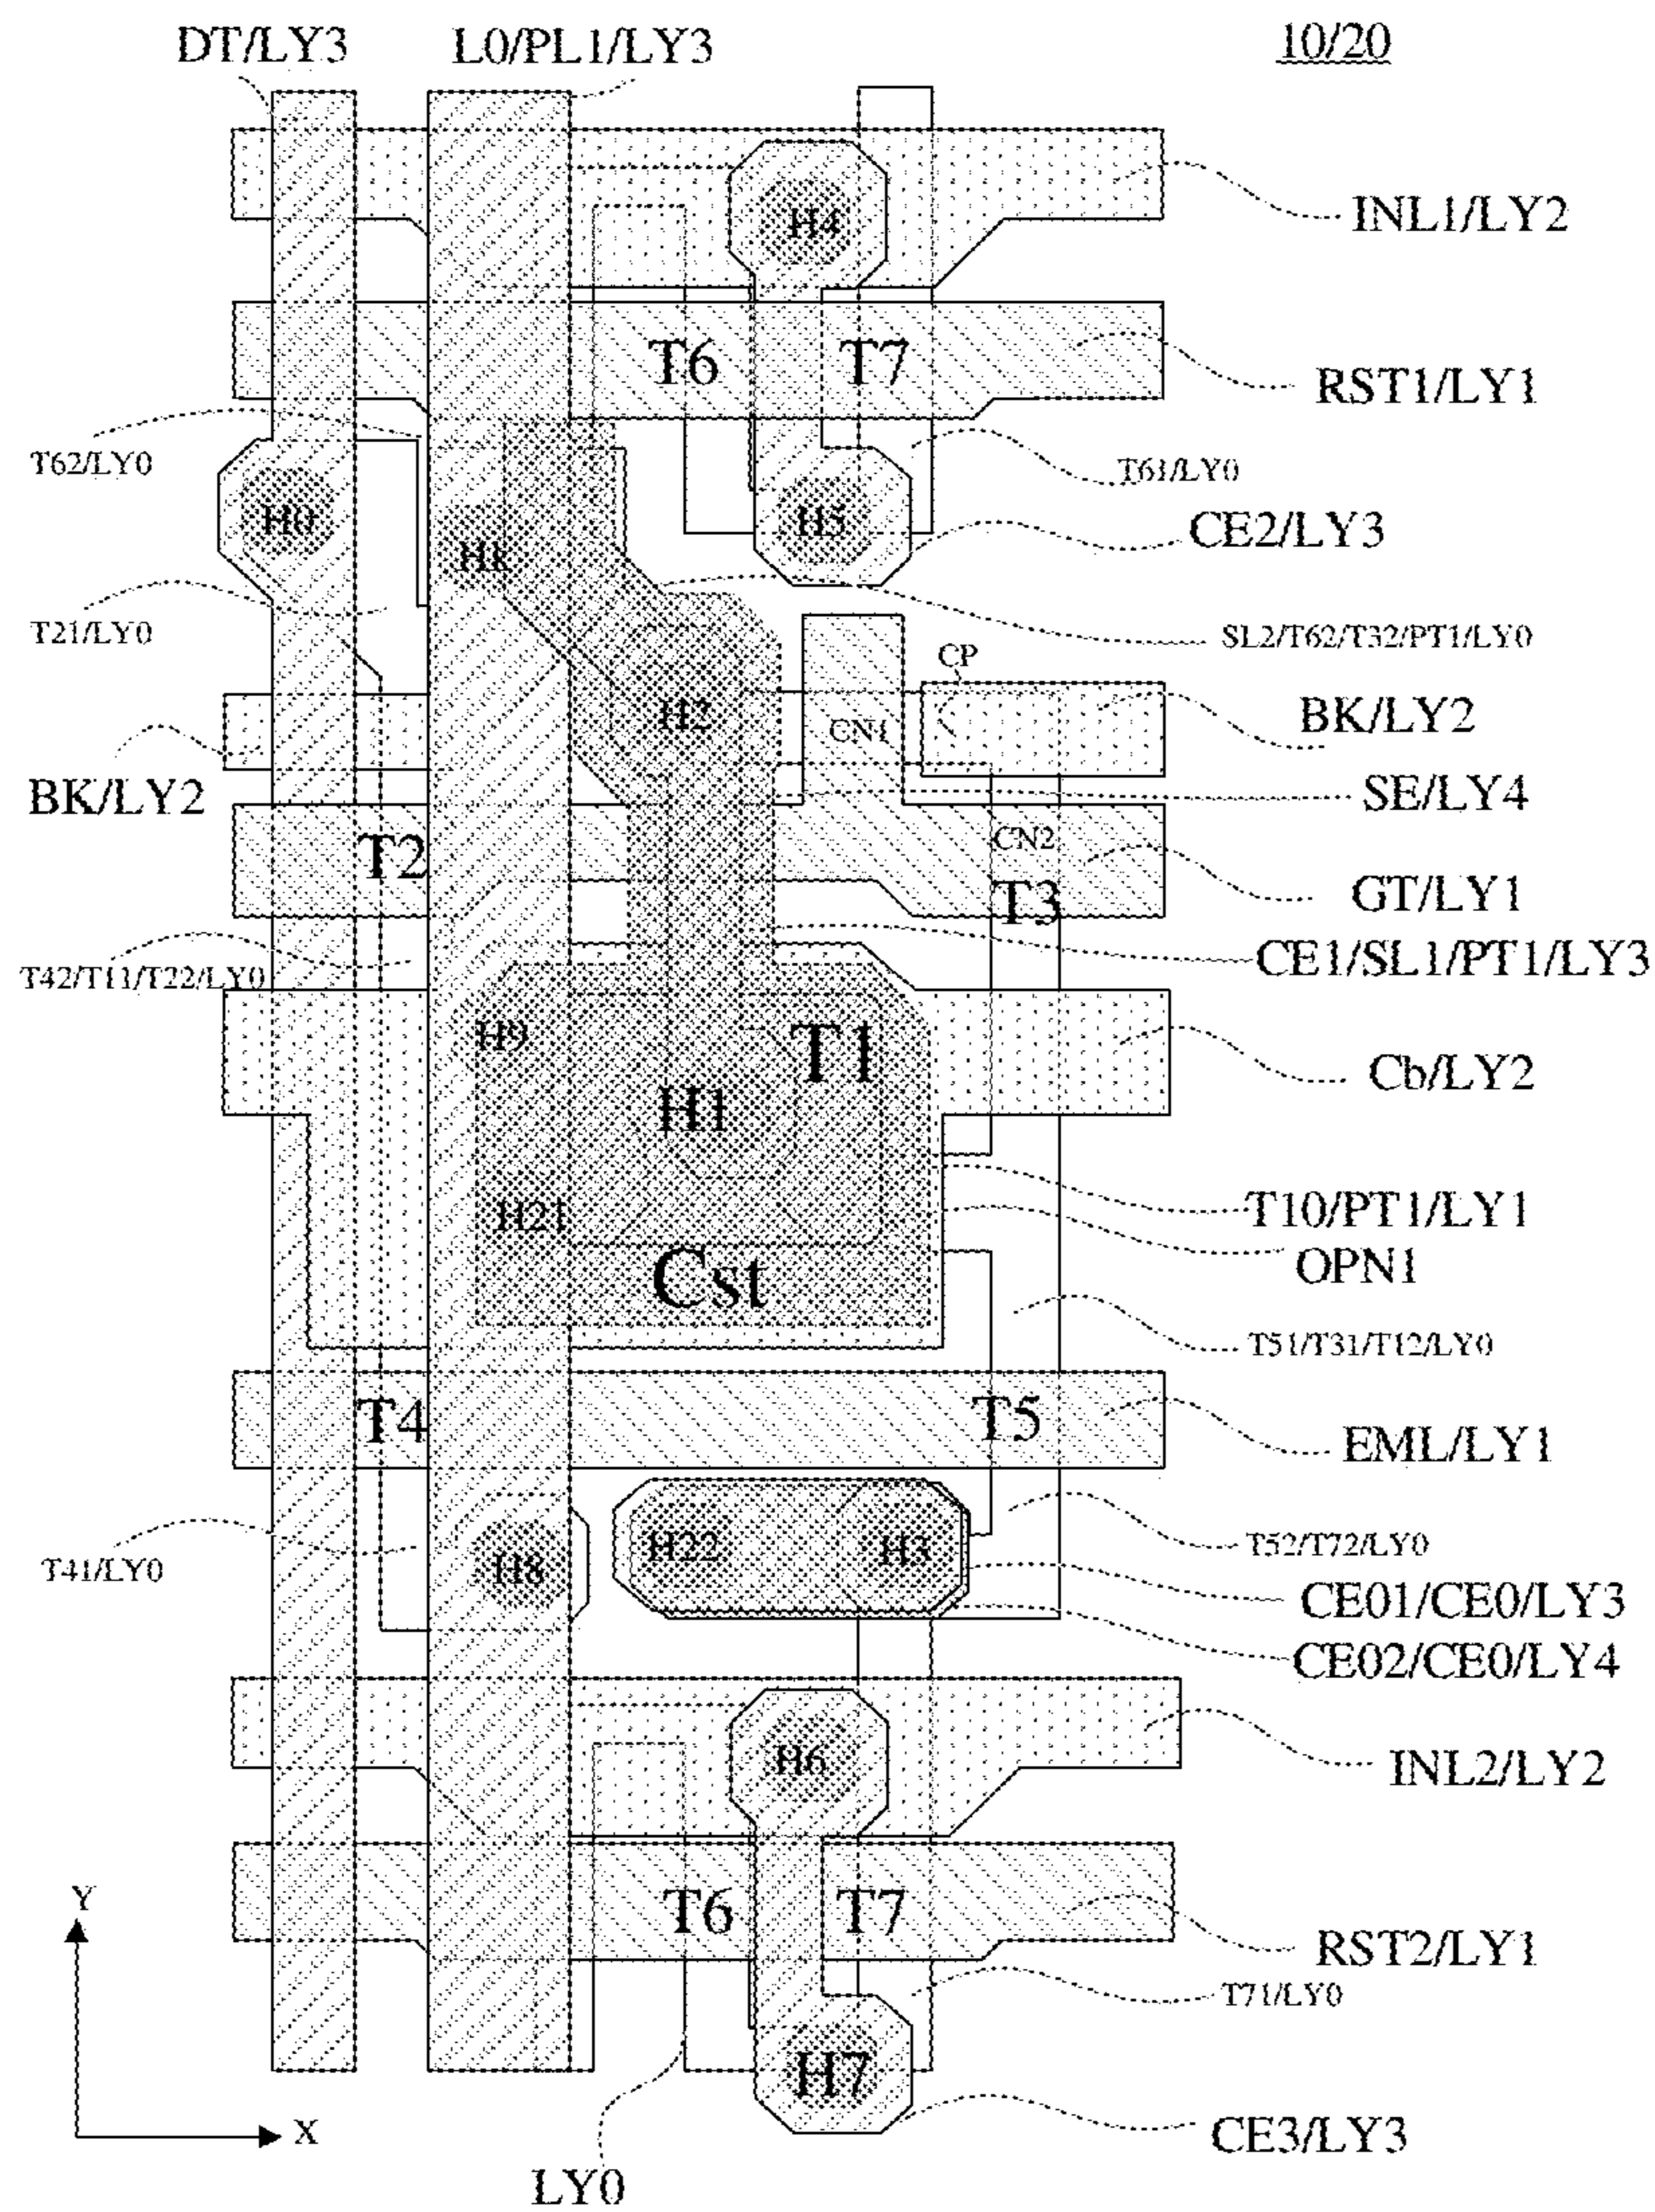 DT/LY3
L0/PL1/LY3
10/20
H4
INL1/LY2
T6
T7
RST1/LY1
T62/LY0
T61/LY0
H0
H5
CE2/LY3
Hk
T21/LY0
SL2/T62/T32/PT1/LY0
CP
H2
CN1
BK/LY2
BK/LY2
SE/LY4
T2
CN2
T3
GT/LY1
CE1/SL1/PT1/LY3
T42/T11/T22/LY0
H9
T1
Cb/LY2
H1
H21
T10/PT1/LY1
OPN1
Cst
T51/T31/T12/LY0
T4
T5
EML/LY1
H22
H3
T52/T72/LY0
T41/LY0
H8
CE01/CE0/LY3
CE02/CE0/LY4
H6
INL2/LY2
T6
T7
RST2/LY1
Y
T71/LY0
H7
X
CE3/LY3
LY0